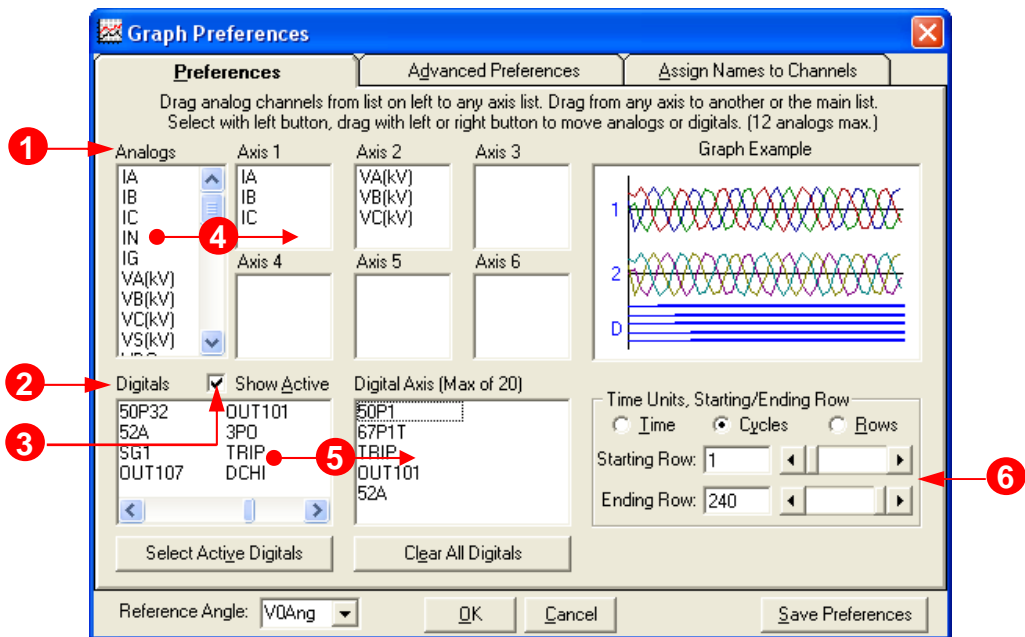 Graph Preferences
Preferences
Advanced Preferences
Assign Names to Channels
Drag analog channels from list on left to any axis list. Drag from any axis to another or the main list.
Select with left button, drag with left or right button to move analogs or digitals. (12 analogs max.)
1
Analogs
Axis 1
Axis 2
Axis 3
Graph Example
IA
IB
IC
IN
IG
VA(kV)
VB(kV)
VC(kV)
VS(kV)
IA
IB
IC
VA(kV)
VB(kV)
VC(kV)
4
Axis 4
Axis 5
Axis 6
1
2
D
2
Digitals
Show Active
Digital Axis (Max of 20)
3
50P32
52A
SG1
OUT107
OUT101
3PO
TRIP
DCHI
5
50P1
67P1T
TRIP
OUT101
52A
Time Units, Starting/Ending Row
Time
Cycles
Rows
Starting Row: 1
Ending Row: 240
6
Select Active Digitals
Clear All Digitals
Reference Angle: V0Ang
OK
Cancel
Save Preferences